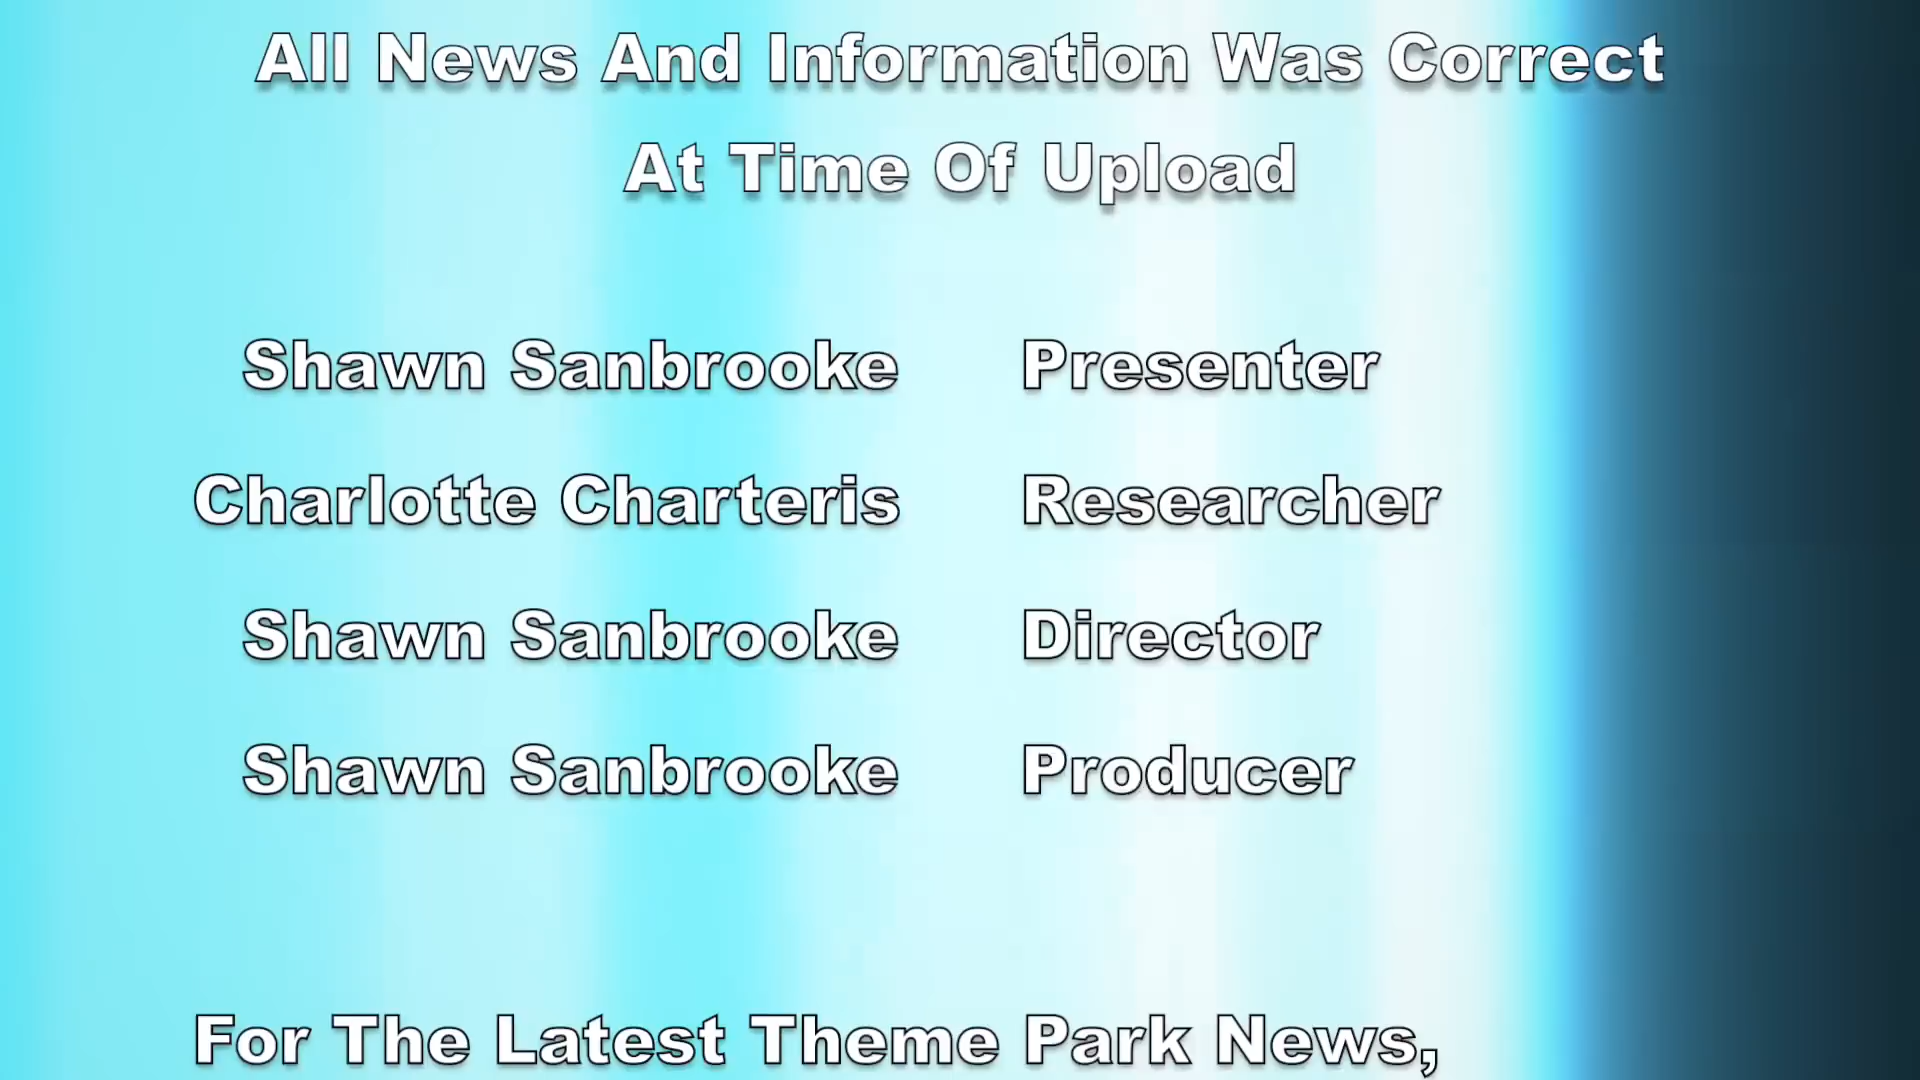 All News And Information Was Correct
At Time Of Upload
Shawn Sanbrooke Presenter
Charlotte Charteris Researcher
Shawn Sanbrooke Director
Shawn Sanbrooke Producer
For The Latest Theme Park News,